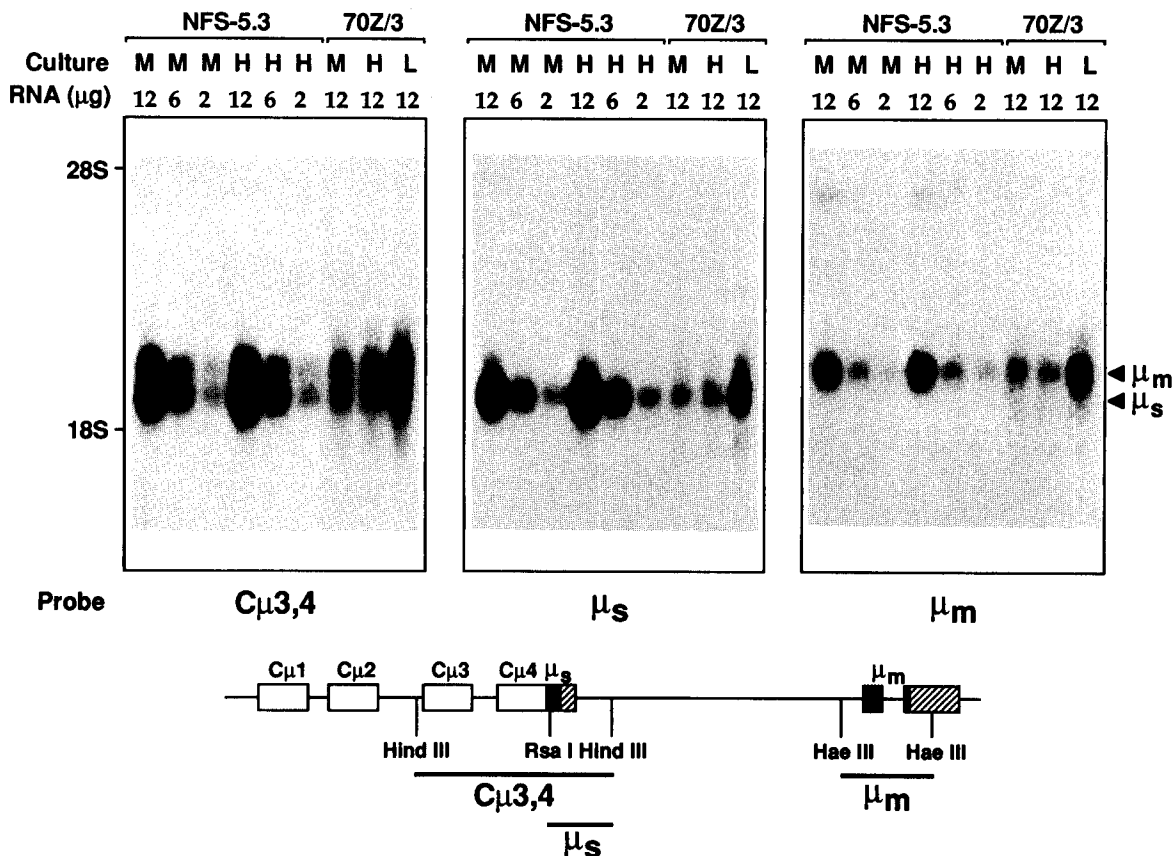 NFS-5.3 70Z/3 NFS-5.3 70Z/3 NFS-5.3 70Z/3
Culture M M M H H H M H L M M M H H H M H L M M M H H H M H L
RNA (µg) 12 6 2 12 6 2 12 12 12 12 6 2 12 6 2 12 12 12 12 6 2 12 6 2 12 12 12
28S
µm
µs
18S
Probe Cµ3,4 µs µm
Cµ1 Cµ2 Cµ3 Cµ4 µs µm
Hind III Rsa I Hind III Hae III Hae III
Cµ3,4 µm
µs